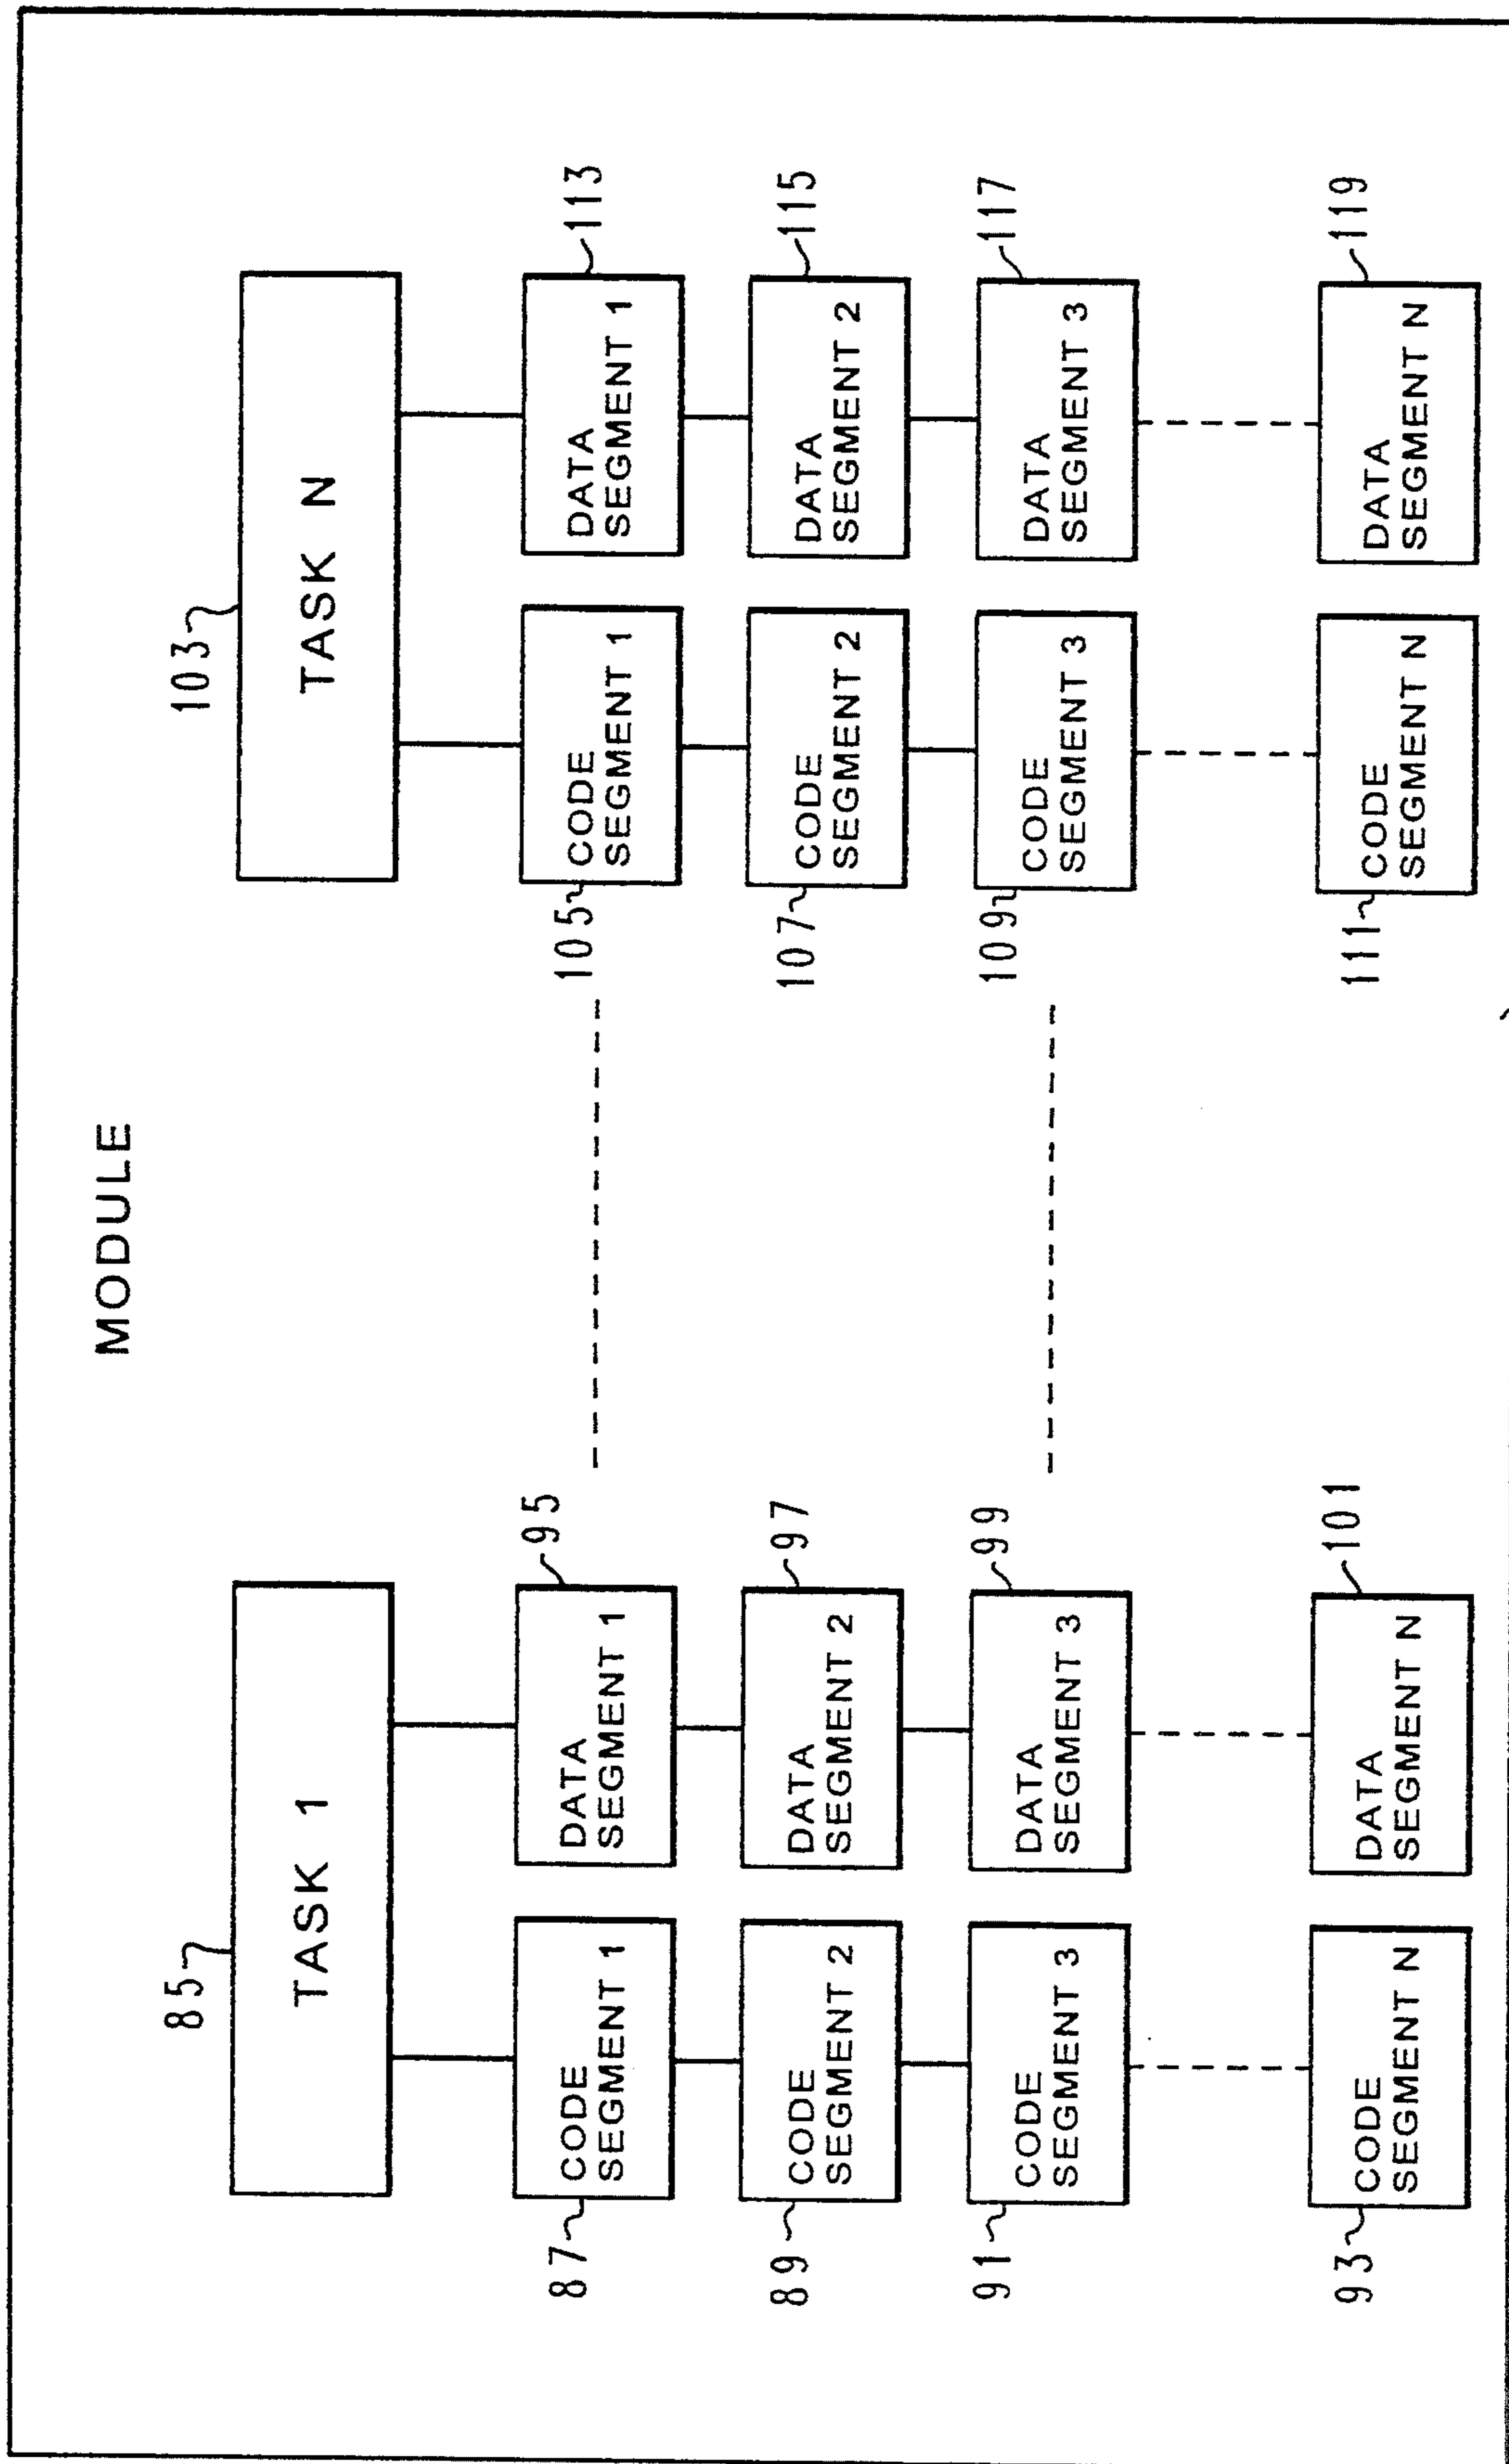 MODULE
85
TASK 1
103
TASK N
87
CODE
SEGMENT 1
DATA
SEGMENT 1
95
105
CODE
SEGMENT 1
DATA
SEGMENT 1
113
89
CODE
SEGMENT 2
DATA
SEGMENT 2
97
107
CODE
SEGMENT 2
DATA
SEGMENT 2
115
91
CODE
SEGMENT 3
DATA
SEGMENT 3
99
109
CODE
SEGMENT 3
DATA
SEGMENT 3
117
93
CODE
SEGMENT N
DATA
SEGMENT N
101
111
CODE
SEGMENT N
DATA
SEGMENT N
119